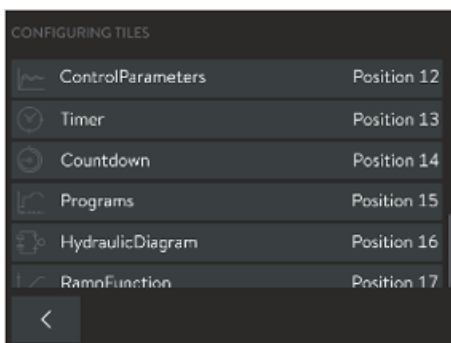 CONFIGURING TILES
ControlParameters Position 12
Timer Position 13
Countdown Position 14
Programs Position 15
HydraulicDiagram Position 16
RampFunction Position 17